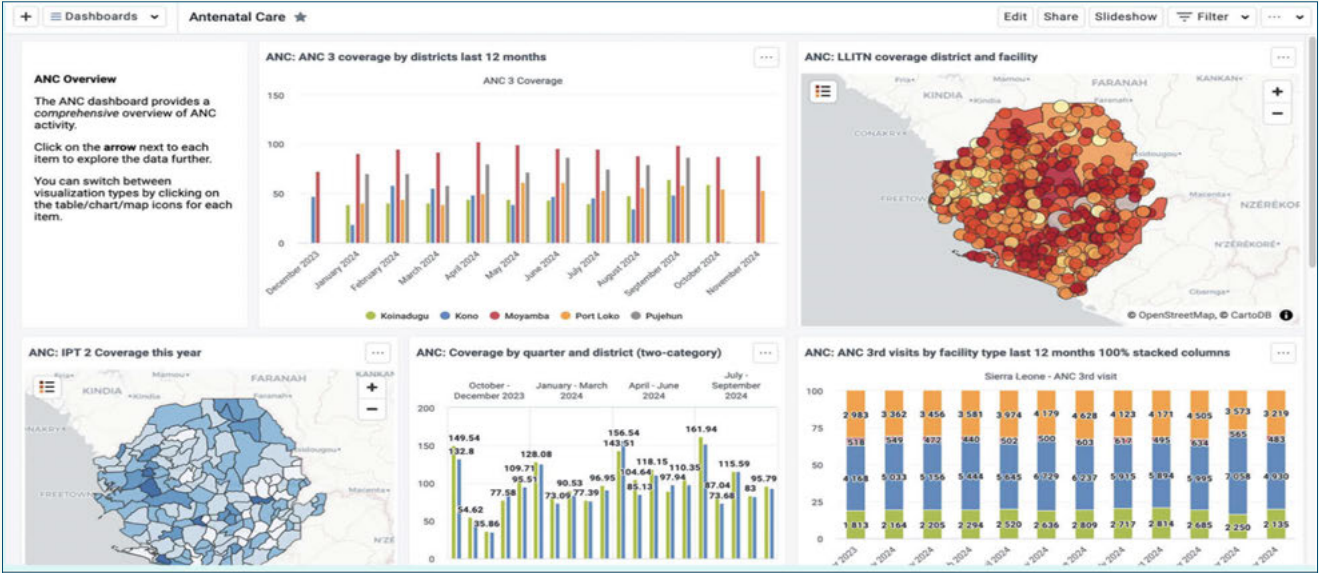 + Dashboards Antenatal Care Edit Share Slideshow Filter ...
ANC Overview
The ANC dashboard provides a
comprehensive overview of ANC
activity.
Click on the arrow next to each
item to explore the data further.
You can switch between
visualization types by clicking on
the table/chart/map icons for each
item.
ANC: ANC 3 coverage by districts last 12 months
ANC 3 Coverage
150
100
50
0
December 2023
January 2024
February 2024
March 2024
April 2024
May 2024
June 2024
July 2024
August 2024
September 2024
October 2024
November 2024
Koinadugu Kono Moyamba Port Loko Pujehun
ANC: LLITN coverage district and facility
Mamou
KANKAN
FARANAH
KINDIA
Kindia
Faranah
CONAKRY
FREETOWN
Macenta
NZÉRÉKOR
N'ZÉRÉKORÉ
Gbarnga
+
−
© OpenStreetMap, © CartoDB
ANC: IPT 2 Coverage this year
Mamou
FARANAH
KANKAN
KINDIA
Kindia
Faranah
FREETOWN
Macenta
N'ZÉ
+
−
ANC: Coverage by quarter and district (two-category)
October -
December 2023
January - March
2024
April - June
2024
July -
September
2024
200
150
100
50
0
149.54
132.8
54.62
35.86
77.58
109.71
95.51
128.08
73.09
90.53
77.39
96.95
156.54
143.51
104.64
85.13
118.15
97.94
110.35
161.94
87.04
73.68
115.59
83
95.79
ANC: ANC 3rd visits by facility type last 12 months 100% stacked columns
Sierra Leone - ANC 3rd visit
100
75
50
25
0
2 983 3 362 3 456 3 581 3 974 4 179 4 628 4 123 4 171 4 505 3 573 3 219
518 549 472 440 502 500 603 617 495 634 565 483
4 168 5 033 5 156 5 444 5 645 6 729 6 237 5 915 5 894 5 995 7 058 4 930
1 813 2 164 2 205 2 294 2 520 2 636 2 809 2 717 2 814 2 685 2 250 2 135